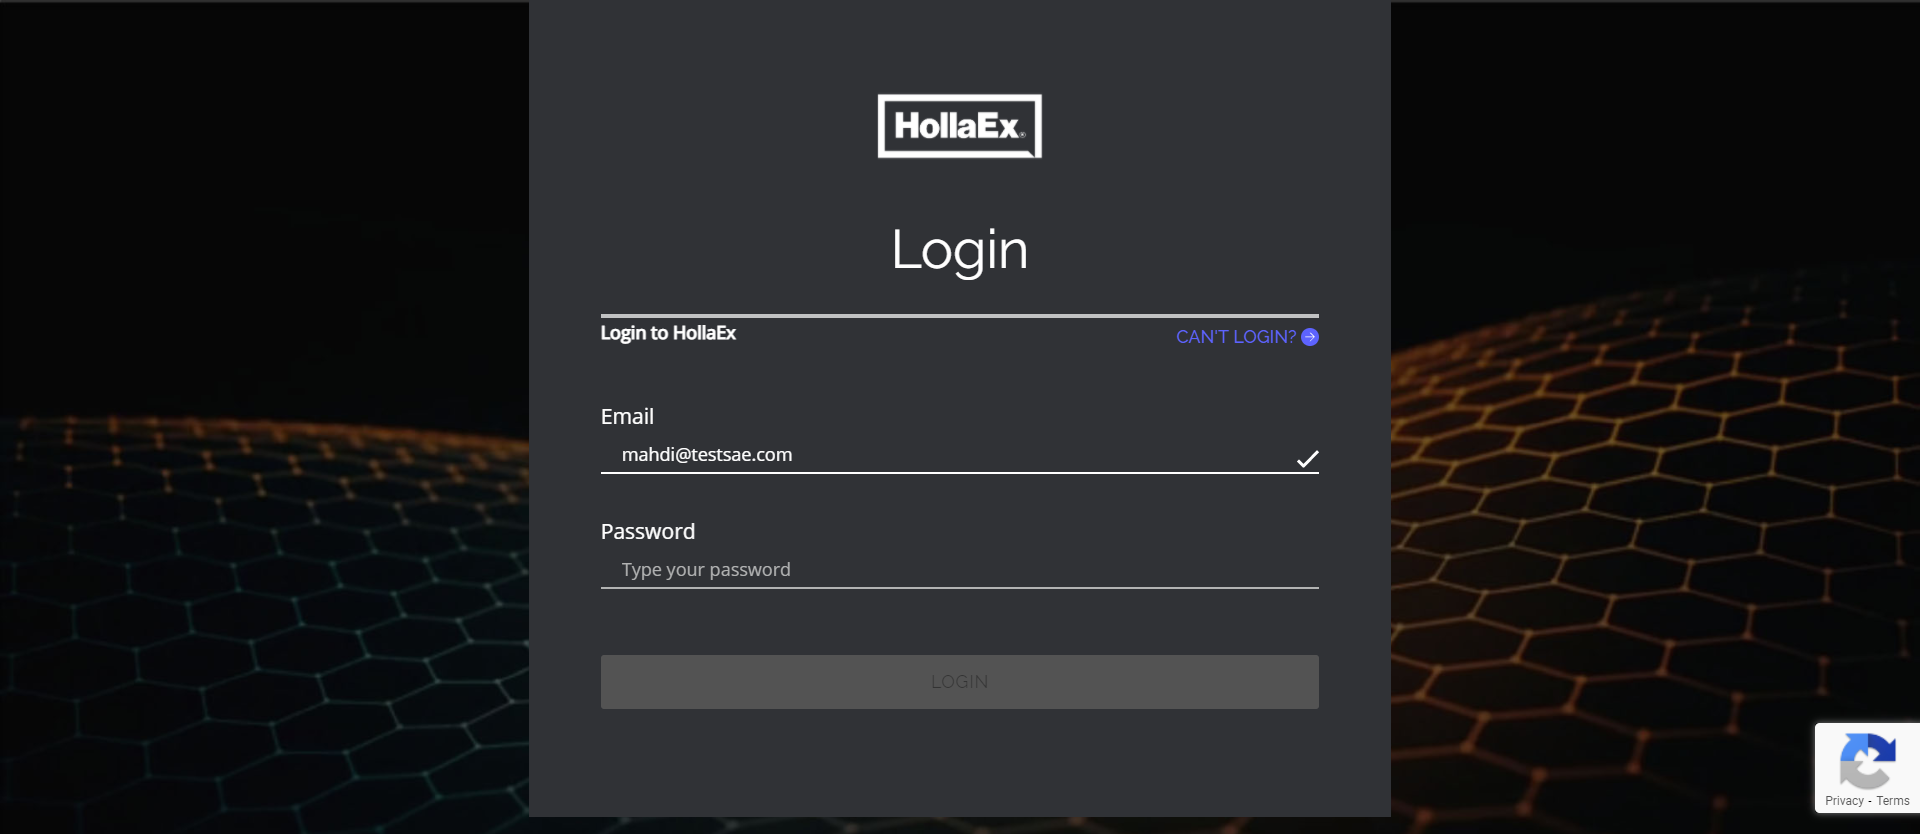 HollaEx®
Login
Login to HollaEx
CAN'T LOGIN?
Email
mahdi@testsae.com
Password
Type your password
LOGIN
Privacy - Terms